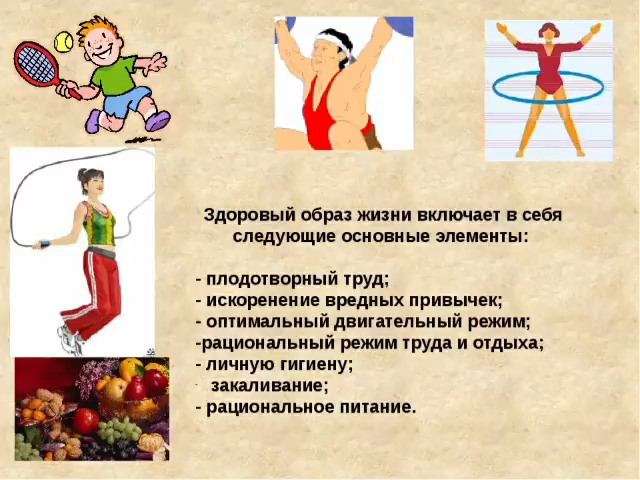 Здоровый образ жизни включает в себя
следующие основные элементы:
- плодотворный труд;
- искоренение вредных привычек;
- оптимальный двигательный режим;
-рациональный режим труда и отдыха;
- личную гигиену;
- закаливание;
- рациональное питание.